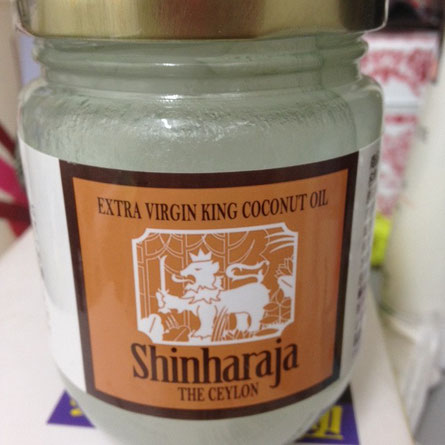 EXTRA VIRGIN KING COCONUT OIL
Shinharaja
THE CEYLON